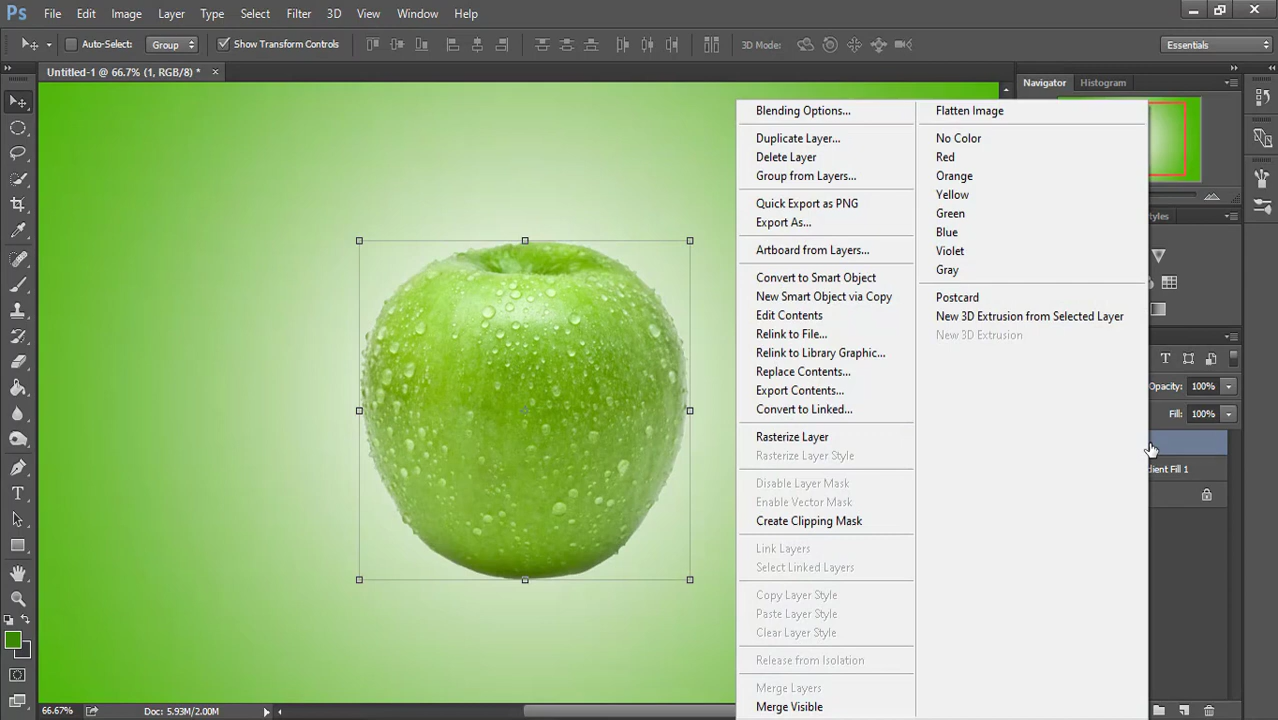 Ps File Edit Image Layer Type Select Filter 3D View Window Help
Auto-Select: Group Show Transform Controls 3D Mode: Essentials
Untitled-1 @ 66.7% (1, RGB/8) * ×
Navigator Histogram
Blending Options...
Duplicate Layer...
Delete Layer
Group from Layers...
Quick Export as PNG
Export As...
Artboard from Layers...
Convert to Smart Object
New Smart Object via Copy
Edit Contents
Relink to File...
Relink to Library Graphic...
Replace Contents...
Export Contents...
Convert to Linked...
Rasterize Layer
Rasterize Layer Style
Disable Layer Mask
Enable Vector Mask
Create Clipping Mask
Link Layers
Select Linked Layers
Copy Layer Style
Paste Layer Style
Clear Layer Style
Release from Isolation
Merge Layers
Merge Visible
Flatten Image
No Color
Red
Orange
Yellow
Green
Blue
Violet
Gray
Postcard
New 3D Extrusion from Selected Layer
New 3D Extrusion
tyles
Opacity: 100%
Fill: 100%
dient Fill 1
66.67% Doc: 5.93M/2.00M